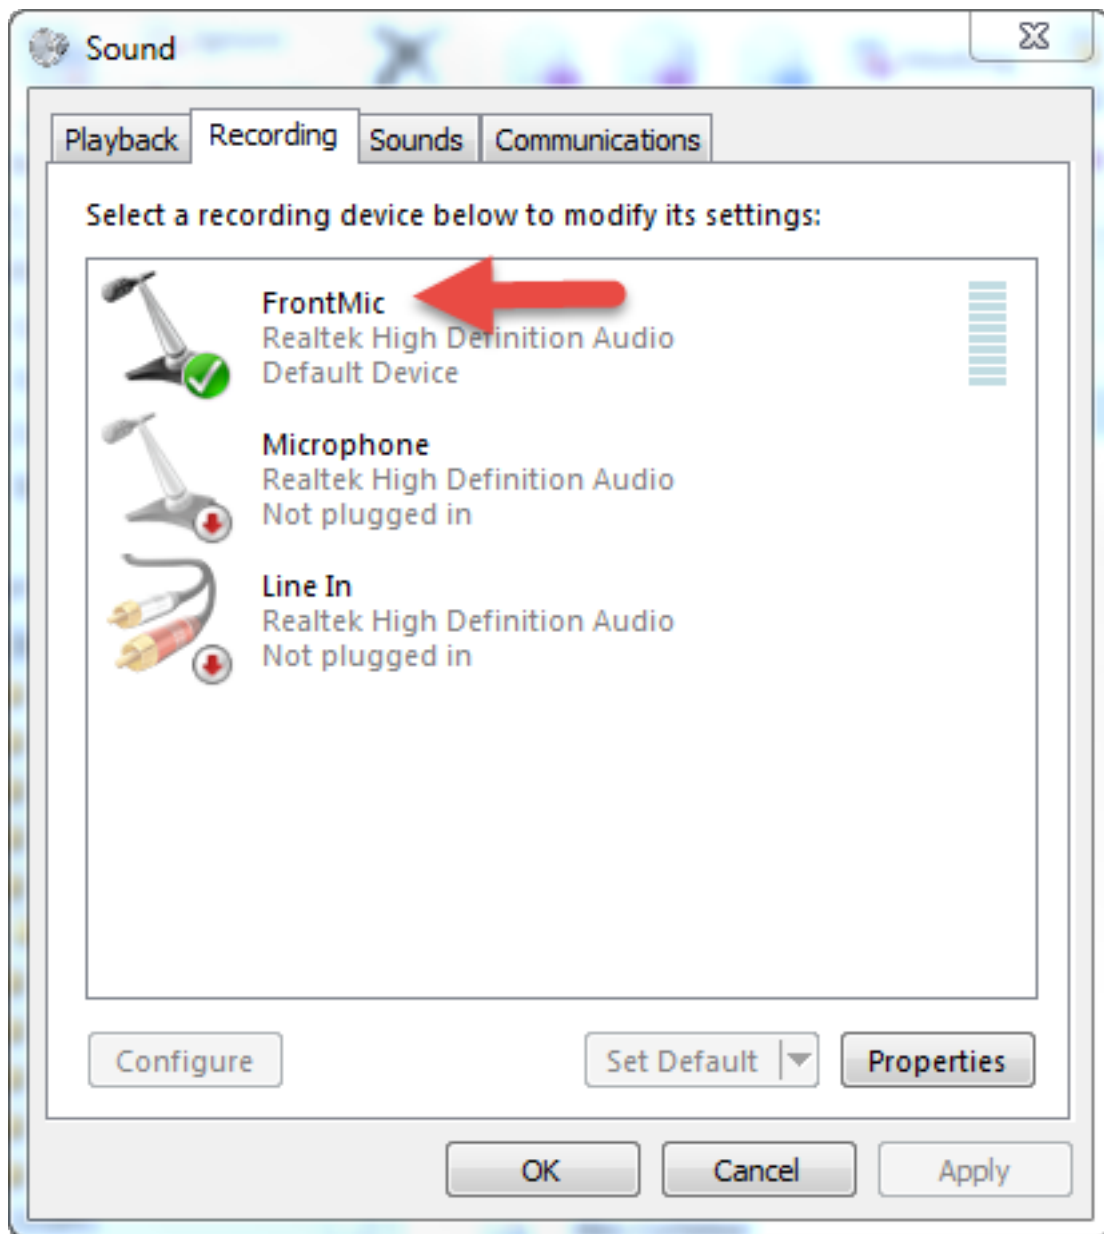 Sound
Playback Recording Sounds Communications
Select a recording device below to modify its settings:
FrontMic
Realtek High Definition Audio
Default Device
Microphone
Realtek High Definition Audio
Not plugged in
Line In
Realtek High Definition Audio
Not plugged in
Configure Set Default Properties
OK Cancel Apply